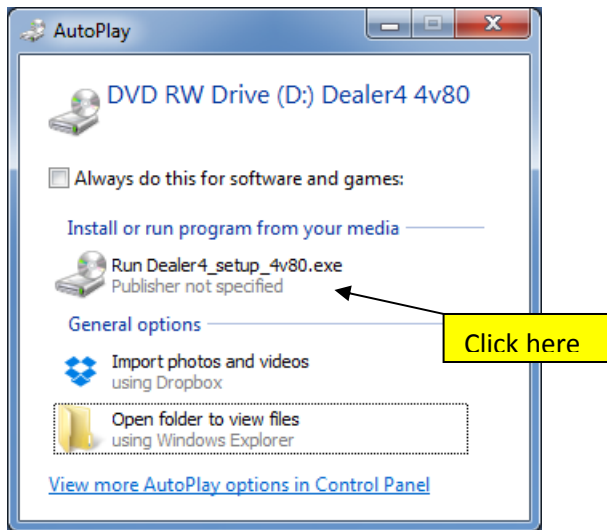 AutoPlay
DVD RW Drive (D:) Dealer4 4v80
Always do this for software and games:
Install or run program from your media
Run Dealer4_setup_4v80.exe
Publisher not specified
Click here
General options
Import photos and videos
using Dropbox
Open folder to view files
using Windows Explorer
View more AutoPlay options in Control Panel